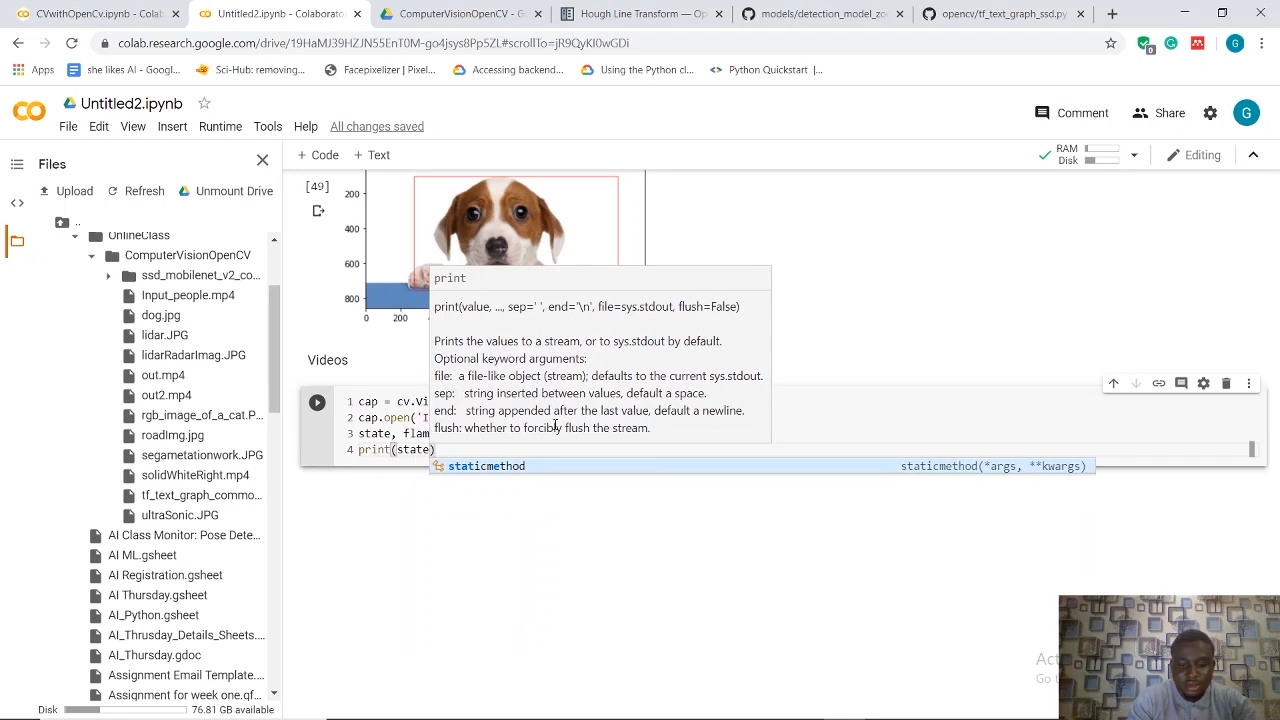 CVwithOpenCV.ipynb - Colab
Untitled2.ipynb - Colaborato
ComputerVisionOpenCV - G
Hough Line Transform — Op
models/detection_model_zo
opencv/tf_text_graph_ssd.py
colab.research.google.com/drive/19HaMJ39HZJN55EnT0M-go4jsys8Pp5ZL#scrollTo=jR9QyKI0wGDi
Apps
she likes AI - Googl...
Sci-Hub: removing...
Facepixelizer | Pixel...
Accessing backend...
Using the Python cl...
Python Quickstart |...
Untitled2.ipynb
File Edit View Insert Runtime Tools Help All changes saved
Comment
Share
G
Files
+ Code + Text
RAM
Disk
Editing
Upload
Refresh
Unmount Drive
..
OnlineClass
ComputerVisionOpenCV
ssd_mobilenet_v2_co...
Input_people.mp4
dog.jpg
lidar.JPG
lidarRadarImag.JPG
out.mp4
out2.mp4
rgb_image_of_a_cat.P...
roadImg.jpg
segametationwork.JPG
solidWhiteRight.mp4
tf_text_graph_commo...
ultraSonic.JPG
AI Class Monitor: Pose Dete...
AI ML.gsheet
AI Registration.gsheet
AI Thursday.gsheet
AI_Python.gsheet
AI_Thrusday_Details_Sheets....
AI_Thursday.gdoc
Assignment Email Template....
Assignment for week one.gf...
Disk
76.81 GB available
[49]
200
400
600
800
0 200
print
print(value, ..., sep=' ', end='\n', file=sys.stdout, flush=False)
Prints the values to a stream, or to sys.stdout by default.
Optional keyword arguments:
file: a file-like object (stream); defaults to the current sys.stdout.
sep: string inserted between values, default a space.
end: string appended after the last value, default a newline.
flush: whether to forcibly flush the stream.
Videos
1 cap = cv.Vi
2 cap.open('I
3 state, flam
4 print(state)
staticmethod
staticmethod(*args, **kwargs)